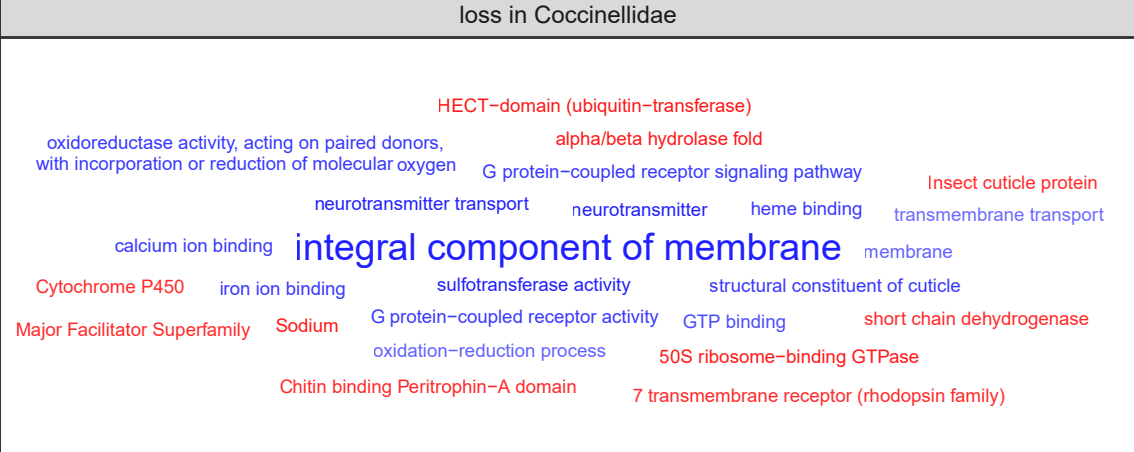 loss in Coccinellidae
HECT−domain (ubiquitin−transferase)
alpha/beta hydrolase fold
oxidoreductase activity, acting on paired donors,
with incorporation or reduction of molecular oxygen
G protein−coupled receptor signaling pathway
Insect cuticle protein
neurotransmitter transport
neurotransmitter
heme binding
transmembrane transport
calcium ion binding
integral component of membrane
membrane
Cytochrome P450
iron ion binding
sulfotransferase activity
structural constituent of cuticle
Major Facilitator Superfamily
Sodium
G protein−coupled receptor activity
GTP binding
short chain dehydrogenase
oxidation−reduction process
50S ribosome−binding GTPase
Chitin binding Peritrophin−A domain
7 transmembrane receptor (rhodopsin family)